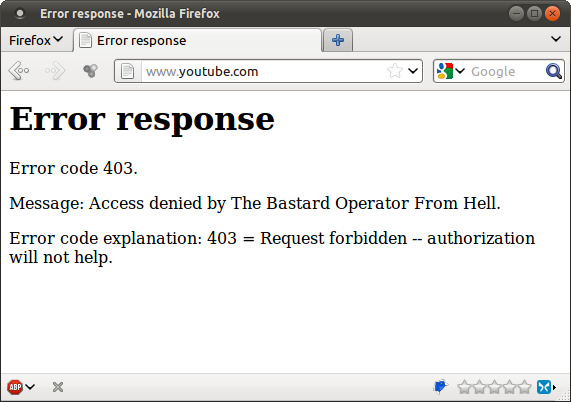 Error response - Mozilla Firefox
Firefox
Error response
www.youtube.com
Google
Error response
Error code 403.
Message: Access denied by The Bastard Operator From Hell.
Error code explanation: 403 = Request forbidden -- authorization
will not help.
ABP